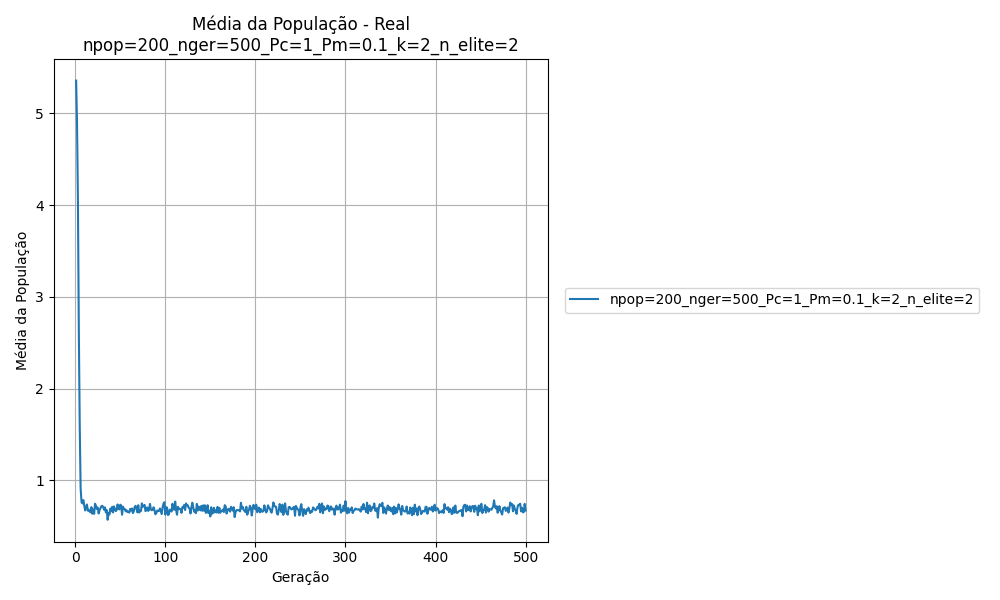 Média da População - Real
npop=200_nger=500_Pc=1_Pm=0.1_k=2_n_elite=2
Média da População
5
4
3
2
1
0
100
200
300
400
500
Geração
npop=200_nger=500_Pc=1_Pm=0.1_k=2_n_elite=2